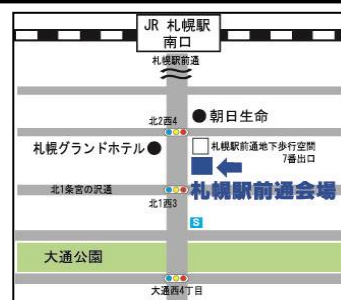 JR 札幌駅
南口
札幌駅前通
北2西4
朝日生命
札幌グランドホテル
札幌駅前通地下歩行空間
7番出口
札幌駅前通会場
北1条宮の沢通
北1西3
S
大通公園
大通西4丁目